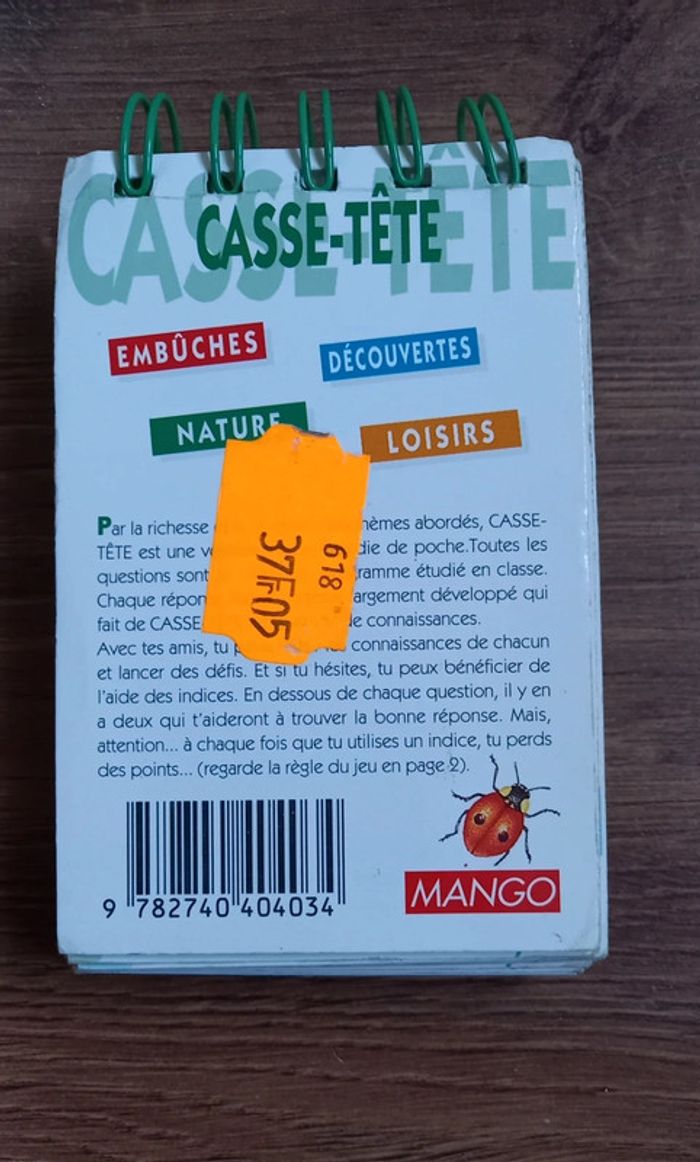 CASSE-TÊTE
CASSE-TÊTE
EMBÛCHES
DÉCOUVERTES
NATURE
LOISIRS
618
37F05
Par la richesse hèmes abordés, CASSE-
TÊTE est une die de poche.Toutes les
questions sont ramme étudié en classe.
Chaque répon argement développé qui
fait de CASSE de connaissances.
Avec tes amis, tu connaissances de chacun
et lancer des défis. Et si tu hésites, tu peux bénéficier de
l'aide des indices. En dessous de chaque question, il y en
a deux qui t'aideront à trouver la bonne réponse. Mais,
attention... à chaque fois que tu utilises un indice, tu perds
des points... (regarde la règle du jeu en page 2).
9 782740 404034
MANGO